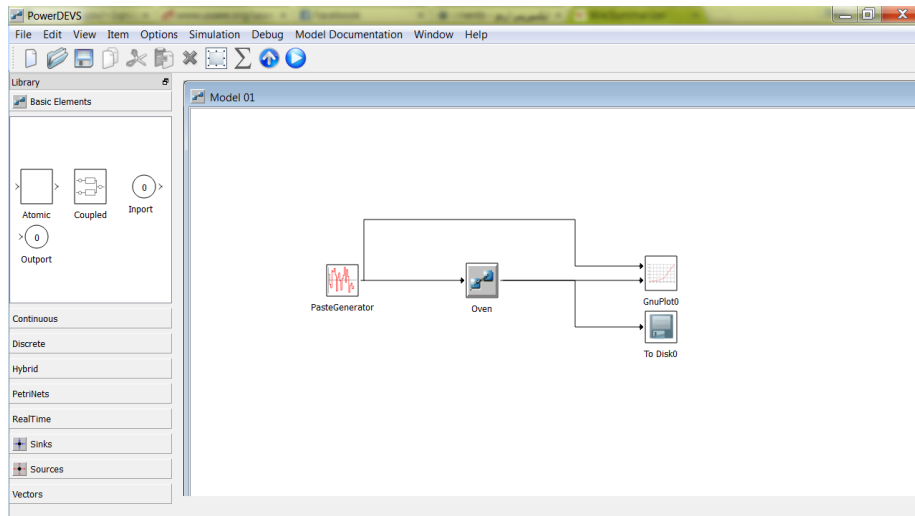 PowerDEVS
Facebook
File Edit View Item Options Simulation Debug Model Documentation Window Help
Library
Basic Elements
Model 01
0
Atomic Coupled Inport
0
Outport
PasteGenerator
Oven
GnuPlot0
To Disk0
Continuous
Discrete
Hybrid
PetriNets
RealTime
Sinks
Sources
Vectors